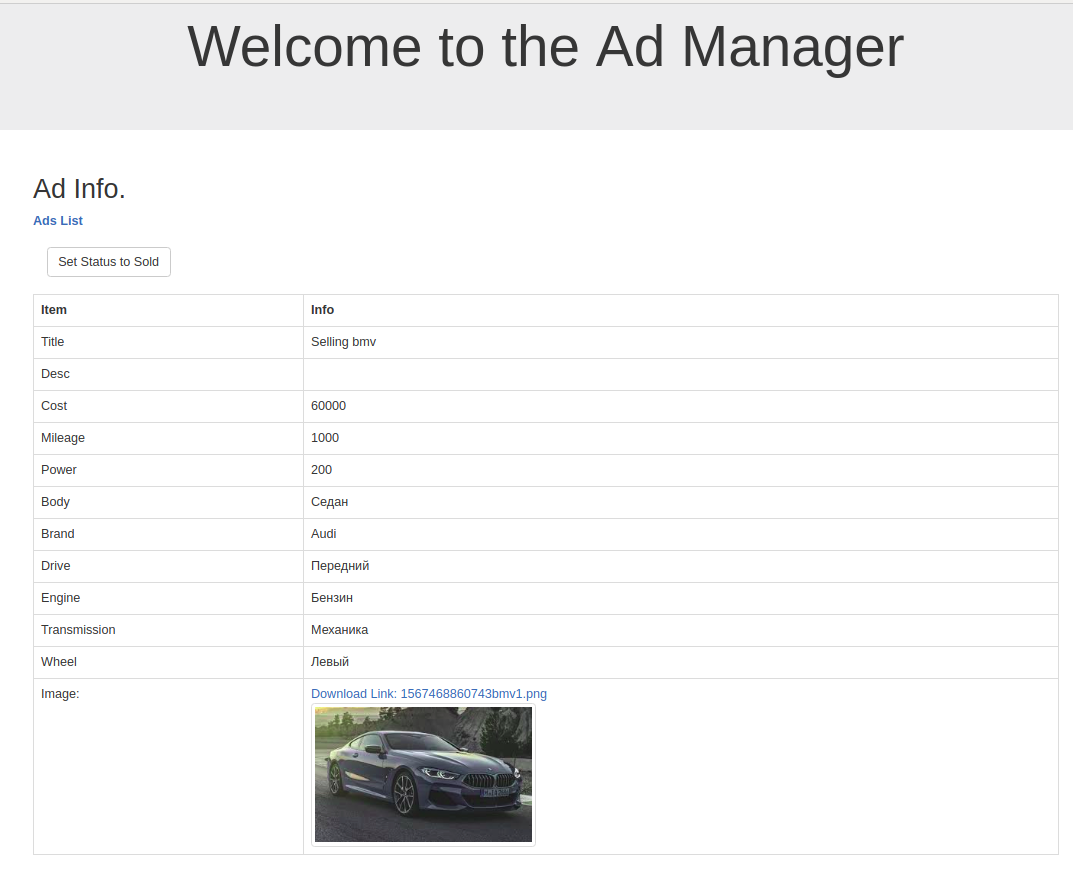 Welcome to the Ad Manager
Ad Info.
Ads List
Set Status to Sold
Item Info
Title Selling bmv
Desc
Cost 60000
Mileage 1000
Power 200
Body Седан
Brand Audi
Drive Передний
Engine Бензин
Transmission Механика
Wheel Левый
Image: Download Link: 1567468860743bmv1.png